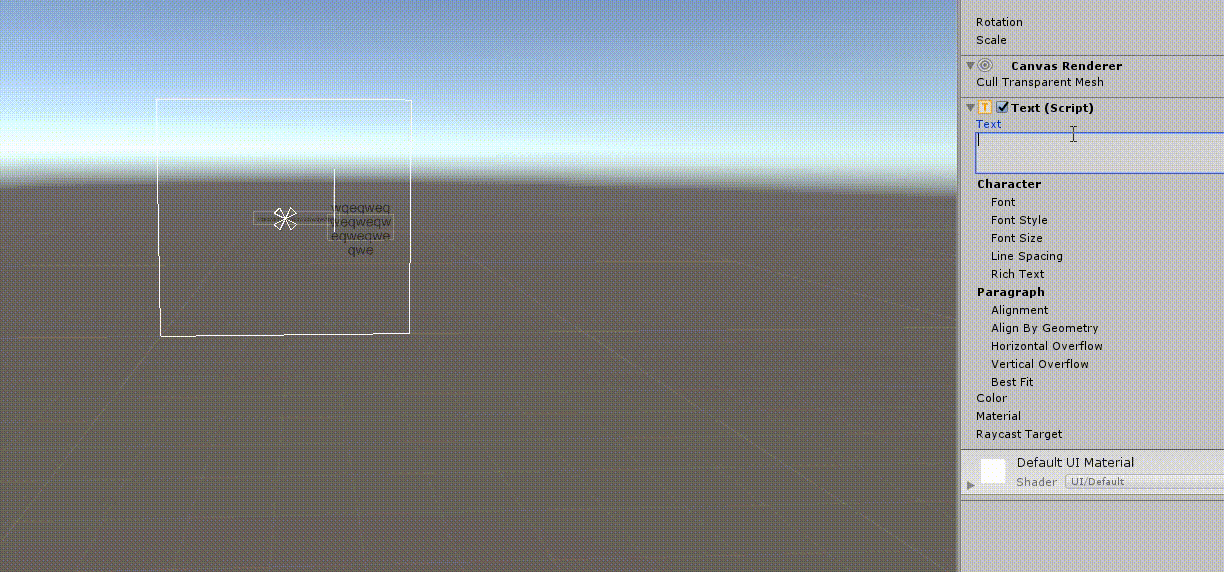 wqeqweq
weqweqw
eqweqwe
qwe
Rotation
Scale
Canvas Renderer
Cull Transparent Mesh
T
Text (Script)
Text
Character
Font
Font Style
Font Size
Line Spacing
Rich Text
Paragraph
Alignment
Align By Geometry
Horizontal Overflow
Vertical Overflow
Best Fit
Color
Material
Raycast Target
Default UI Material
Shader UI/Default